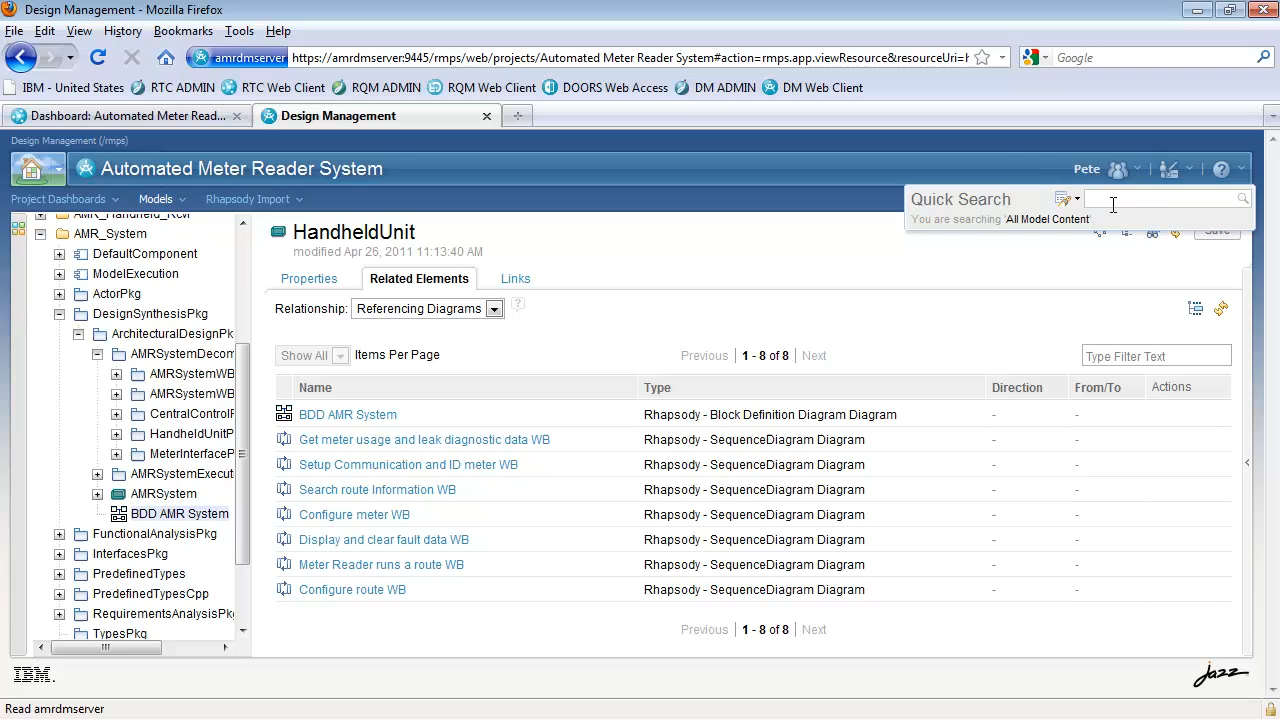 Design Management - Mozilla Firefox
File Edit View History Bookmarks Tools Help
amrdmserver https://amrdmserver:9445/rmps/web/projects/Automated Meter Reader System#action=rmps.app.viewResource&resourceUri=
Google
IBM - United States RTC ADMIN RTC Web Client RQM ADMIN RQM Web Client DOORS Web Access DM ADMIN DM Web Client
Dashboard: Automated Meter Read... Design Management
Design Management (/rmps)
Automated Meter Reader System
Pete
Project Dashboards Models Rhapsody Import
Quick Search
You are searching 'All Model Content'.
Save
AMR_Handheld_Rcvr
AMR_System
DefaultComponent
ModelExecution
ActorPkg
DesignSynthesisPkg
ArchitecturalDesignPk
AMRSystemDecom
AMRSystemWB
AMRSystemWB
CentralControlF
HandheldUnitP
MeterInterfaceP
AMRSystemExecut
AMRSystem
BDD AMR System
FunctionalAnalysisPkg
InterfacesPkg
PredefinedTypes
PredefinedTypesCpp
RequirementsAnalysisPkg
TypesPkg
HandheldUnit
modified Apr 26, 2011 11:13:40 AM
Properties Related Elements Links
Relationship: Referencing Diagrams ?
Show All Items Per Page Previous | 1 - 8 of 8 | Next Type Filter Text
Name Type Direction From/To Actions
BDD AMR System Rhapsody - Block Definition Diagram Diagram - -
Get meter usage and leak diagnostic data WB Rhapsody - SequenceDiagram Diagram - -
Setup Communication and ID meter WB Rhapsody - SequenceDiagram Diagram - -
Search route Information WB Rhapsody - SequenceDiagram Diagram - -
Configure meter WB Rhapsody - SequenceDiagram Diagram - -
Display and clear fault data WB Rhapsody - SequenceDiagram Diagram - -
Meter Reader runs a route WB Rhapsody - SequenceDiagram Diagram - -
Configure route WB Rhapsody - SequenceDiagram Diagram - -
Previous | 1 - 8 of 8 | Next
IBM.
Jazz
Read amrdmserver